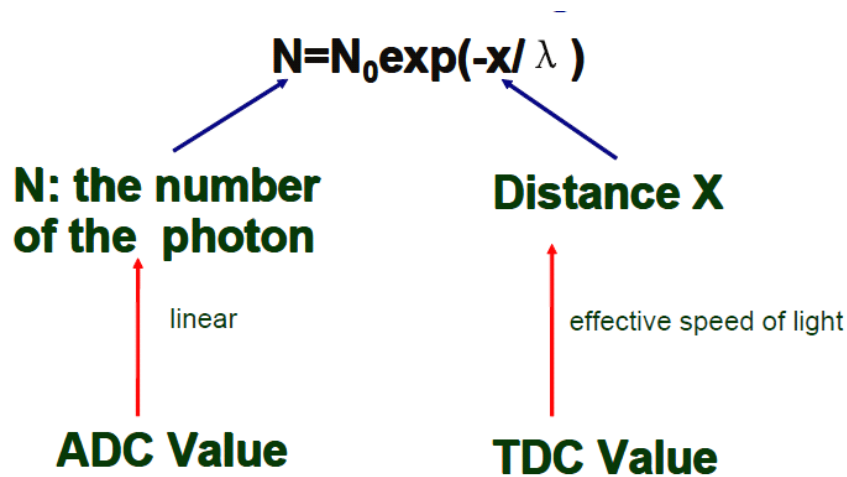 N=N₀exp(-x/ λ )
N: the number
of the photon
Distance X
linear
effective speed of light
ADC Value
TDC Value